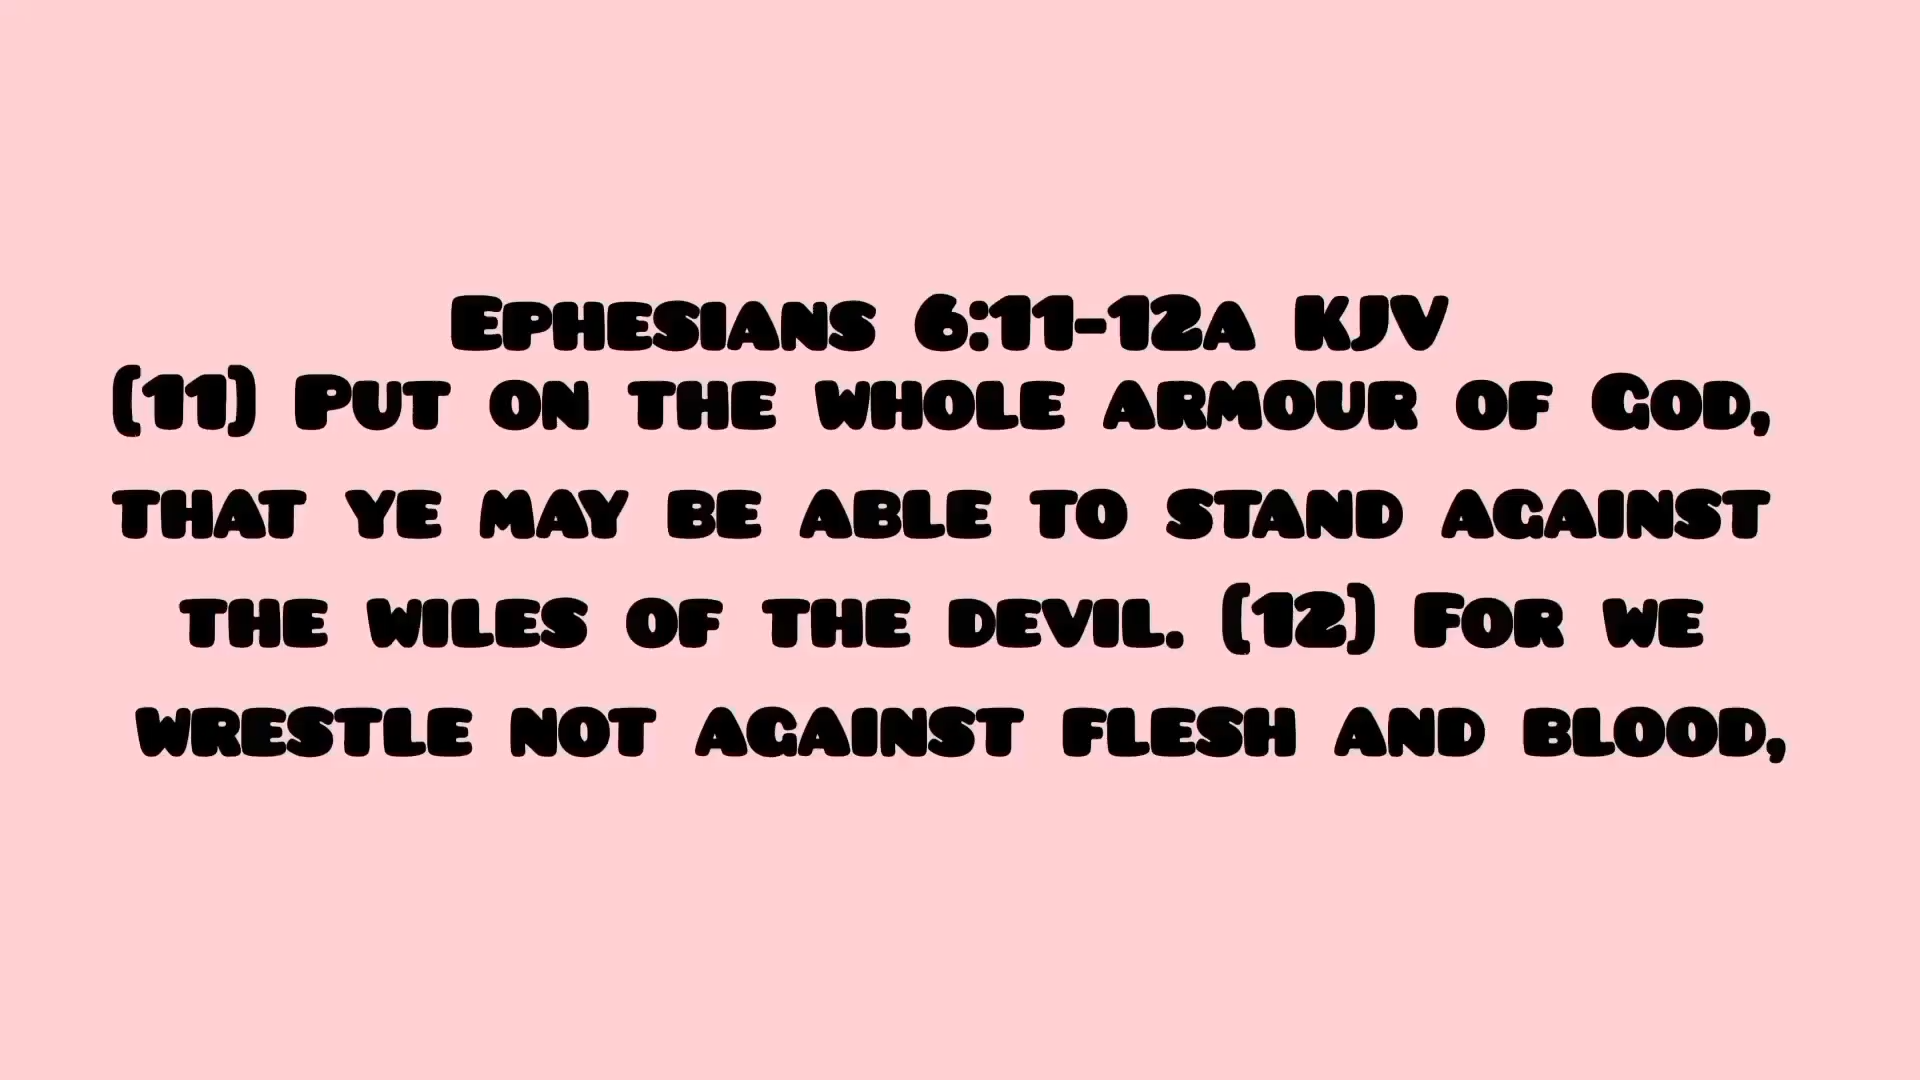 Ephesians 6:11-12a KJV
(11) Put on the whole armour of God,
that ye may be able to stand against
the wiles of the devil. (12) For we
wrestle not against flesh and blood,